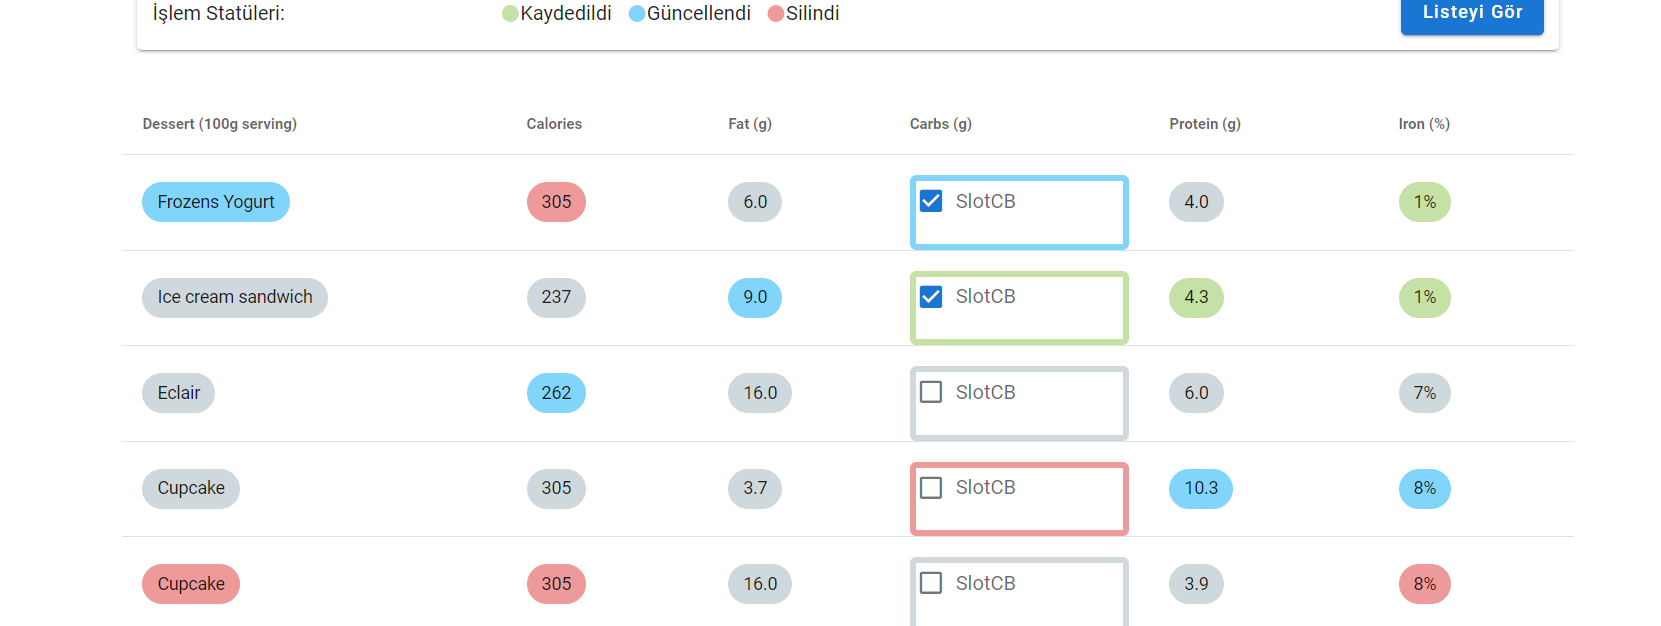 İşlem Statüleri: Kaydedildi Güncellendi Silindi Listeyi Gör
Dessert (100g serving) Calories Fat (g) Carbs (g) Protein (g) Iron (%)
Frozens Yogurt 305 6.0 SlotCB 4.0 1%
Ice cream sandwich 237 9.0 SlotCB 4.3 1%
Eclair 262 16.0 SlotCB 6.0 7%
Cupcake 305 3.7 SlotCB 10.3 8%
Cupcake 305 16.0 SlotCB 3.9 8%